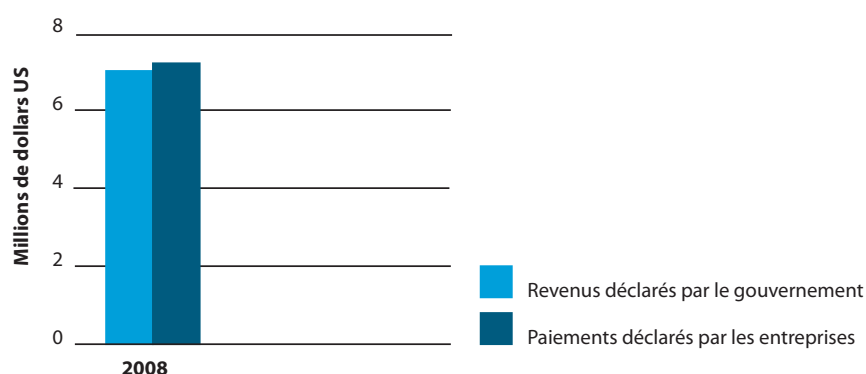 Millions de dollars US
8
6
4
2
0
2008
Revenus déclarés par le gouvernement
Paiements déclarés par les entreprises